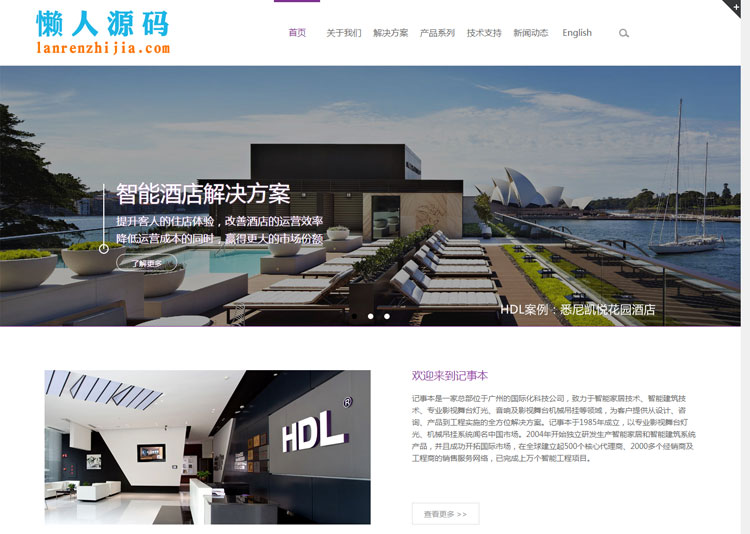 懒人源码
lanrenzhijia.com
首页 关于我们 解决方案 产品系列 技术支持 新闻动态 English
+
智能酒店解决方案
提升客人的住店体验，改善酒店的运营效率
降低运营成本的同时，赢得更大的市场份额
了解更多
HDL案例：悉尼凯悦花园酒店
HDL®
欢迎来到记事本
记事本是一家总部位于广州的国际化科技公司，致力于智能家居技术、智能建筑技
术、专业影视舞台灯光、音响及影视舞台机械吊挂等领域，为客户提供从设计、咨
询、产品到工程实施的全方位解决方案。记事本于1985年成立，以专业影视舞台灯
光、机械吊挂系统闻名中国市场。2004年开始独立研发生产智能家居和智能建筑系统
产品，并且成功开拓国际市场，在全球建立起500个核心代理商、2000多个经销商及
工程商的销售服务网络，已完成上万个智能工程项目。
查看更多 >>